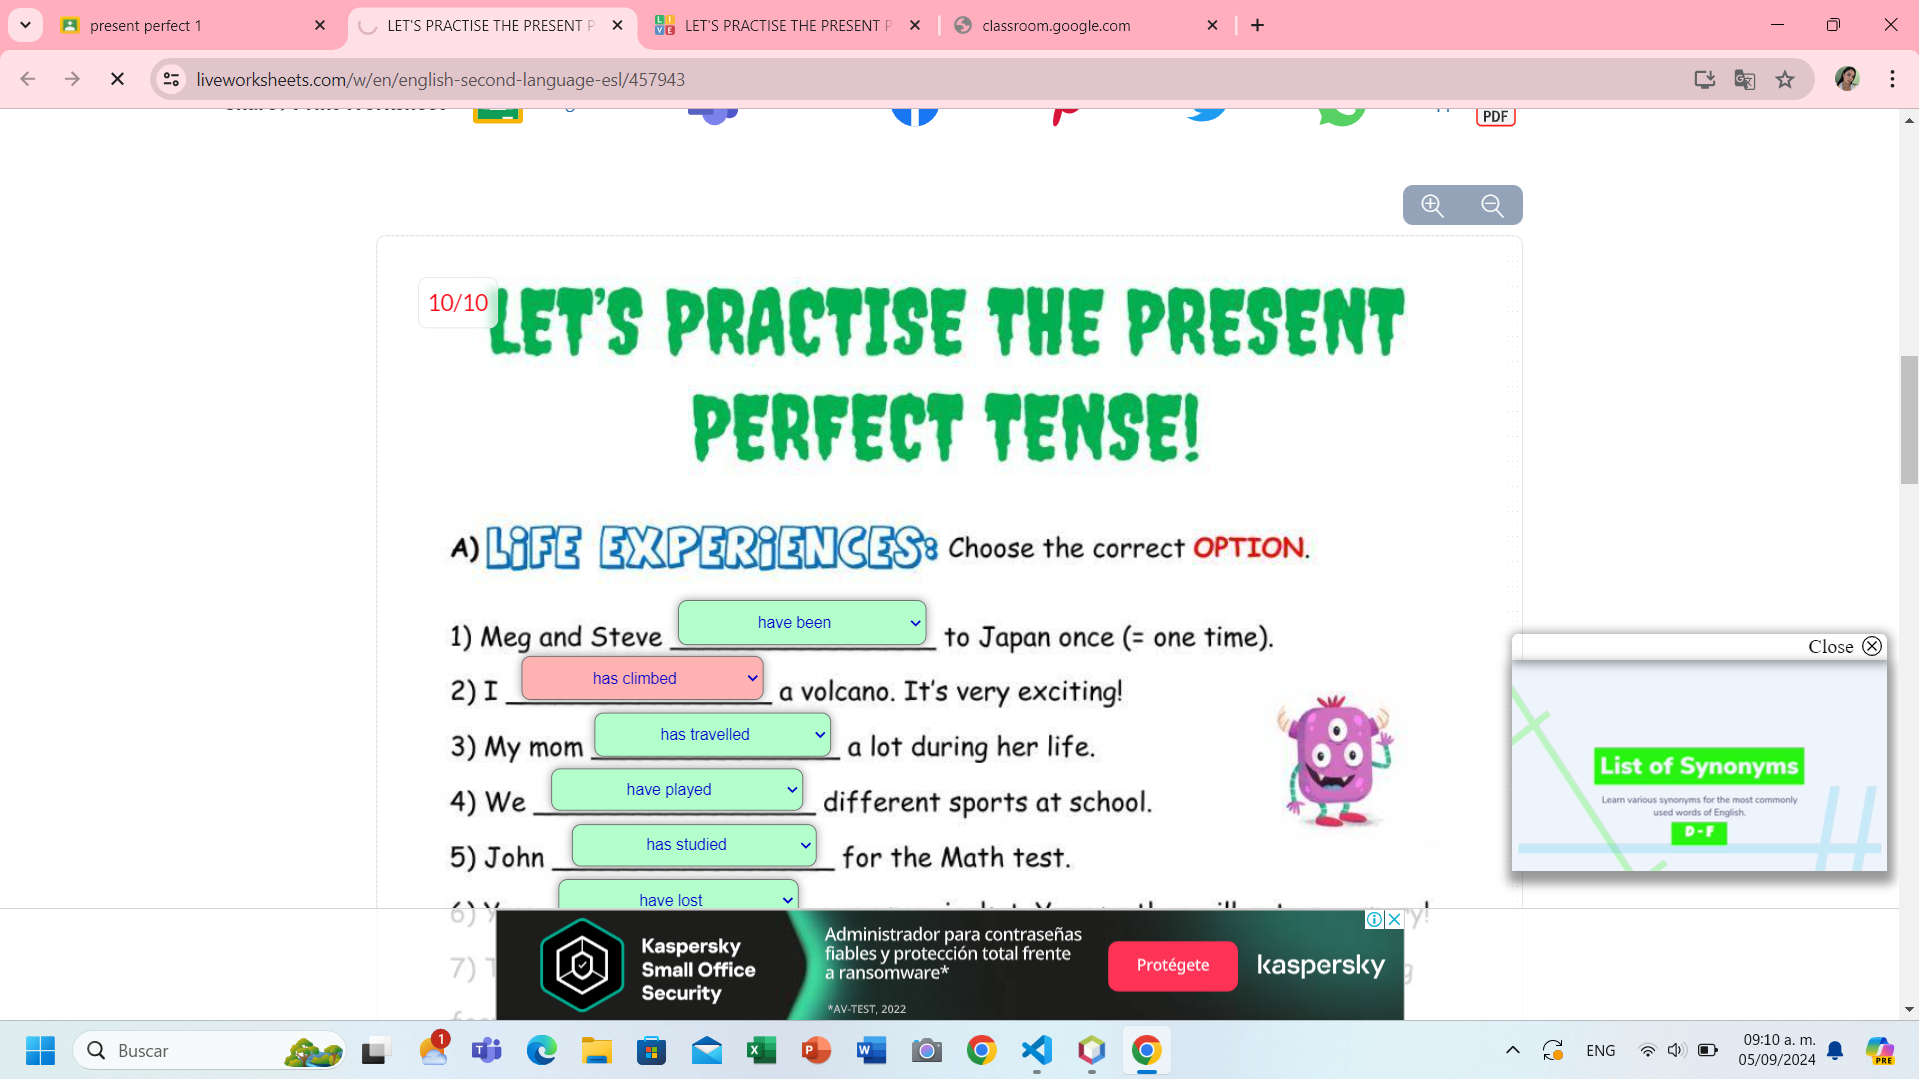 present perfect 1
LET'S PRACTISE THE PRESENT P
LET'S PRACTISE THE PRESENT P
classroom.google.com
liveworksheets.com/w/en/english-second-language-esl/457943
PDF
10/10
LET'S PRACTISE THE PRESENT
PERFECT TENSE!
A) LIFE EXPERIENCES: Choose the correct OPTION.
1) Meg and Steve have been to Japan once (= one time).
2) I has climbed a volcano. It's very exciting!
3) My mom has travelled a lot during her life.
4) We have played different sports at school.
5) John has studied for the Math test.
6) Y have lost
7) T
Close
List of Synonyms
Learn various synonyms for the most commonly
used words of English.
D - F
Kaspersky
Small Office
Security
Administrador para contraseñas
fiables y protección total frente
a ransomware*
*AV-TEST, 2022
Protégete
kaspersky
Buscar
1
ENG
09:10 a. m.
05/09/2024
PRE